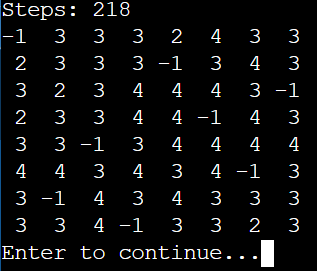 Steps: 218
-1 3 3 3 2 4 3 3
2 3 3 3 -1 3 4 3
3 2 3 4 4 4 3 -1
2 3 3 4 4 -1 4 3
3 3 -1 3 4 4 4 4
4 4 3 4 3 4 -1 3
3 -1 4 3 4 3 3 3
3 3 4 -1 3 3 2 3
Enter to continue...